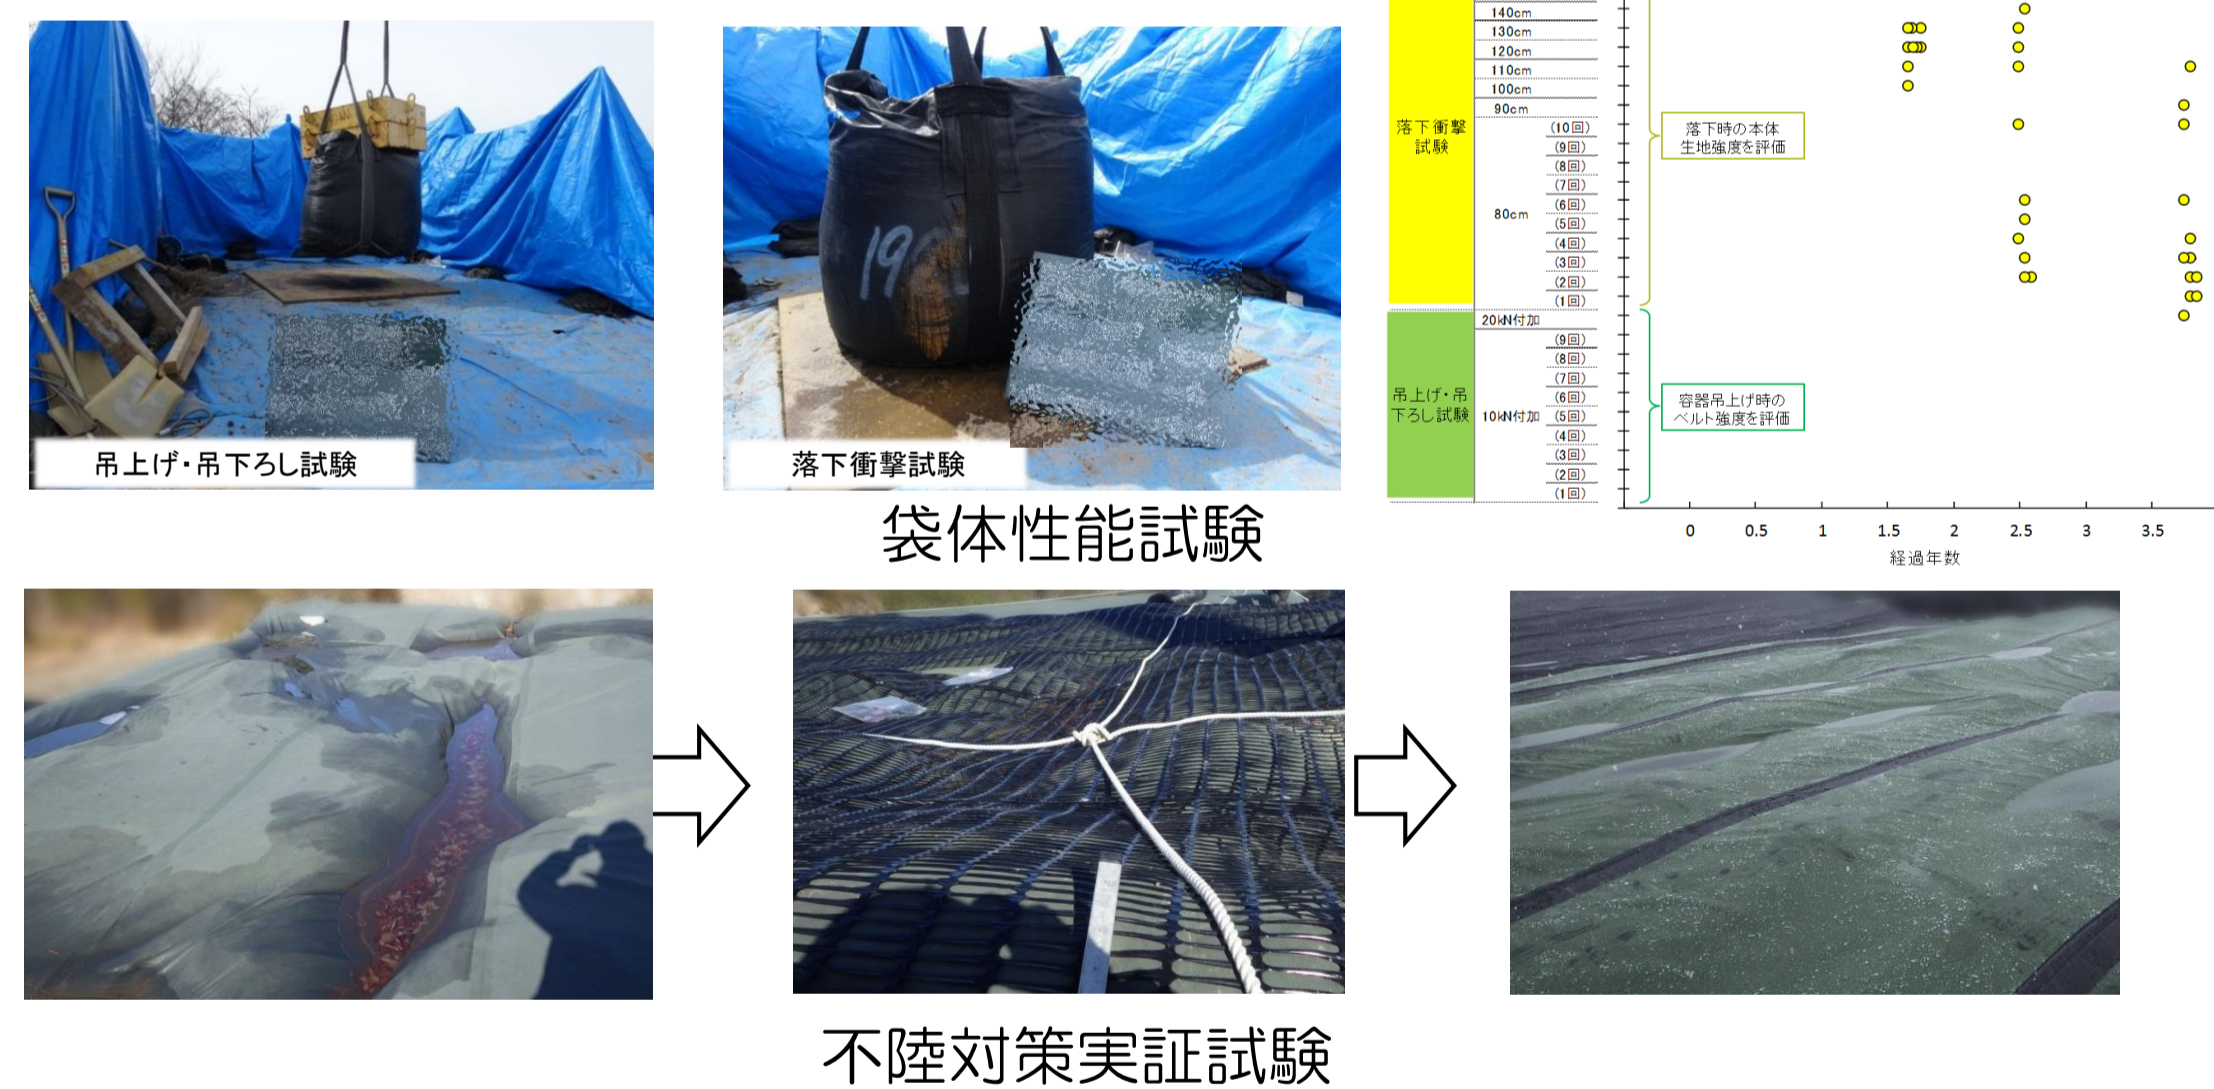 吊上げ・吊下ろし試験
19
落下衝撃試験
袋体性能試験
落下衝撃
試験
140cm
130cm
120cm
110cm
100cm
90cm
80cm
(10回)
(9回)
(8回)
(7回)
(6回)
(5回)
(4回)
(3回)
(2回)
(1回)
落下時の本体
生地強度を評価
吊上げ・吊
下ろし試験
20kN付加
10kN付加
(9回)
(8回)
(7回)
(6回)
(5回)
(4回)
(3回)
(2回)
(1回)
容器吊上げ時の
ベルト強度を評価
0 0.5 1 1.5 2 2.5 3 3.5
経過年数
不陸対策実証試験